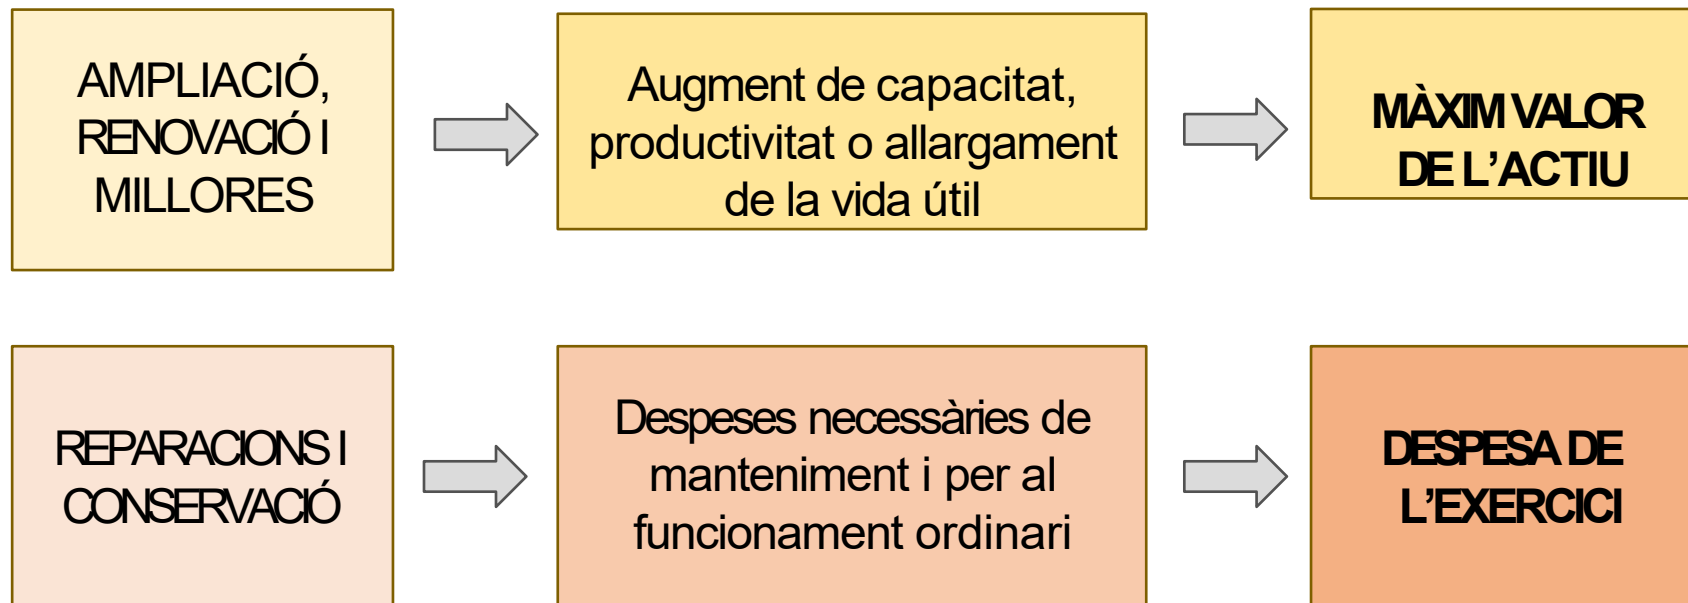 AMPLIACIÓ,
RENOVACIÓ I
MILLORES
Augment de capacitat,
productivitat o allargament
de la vida útil
MÀXIM VALOR
DE L’ACTIU
REPARACIONS I
CONSERVACIÓ
Despeses necessàries de
manteniment i per al
funcionament ordinari
DESPESA DE
L’EXERCICI